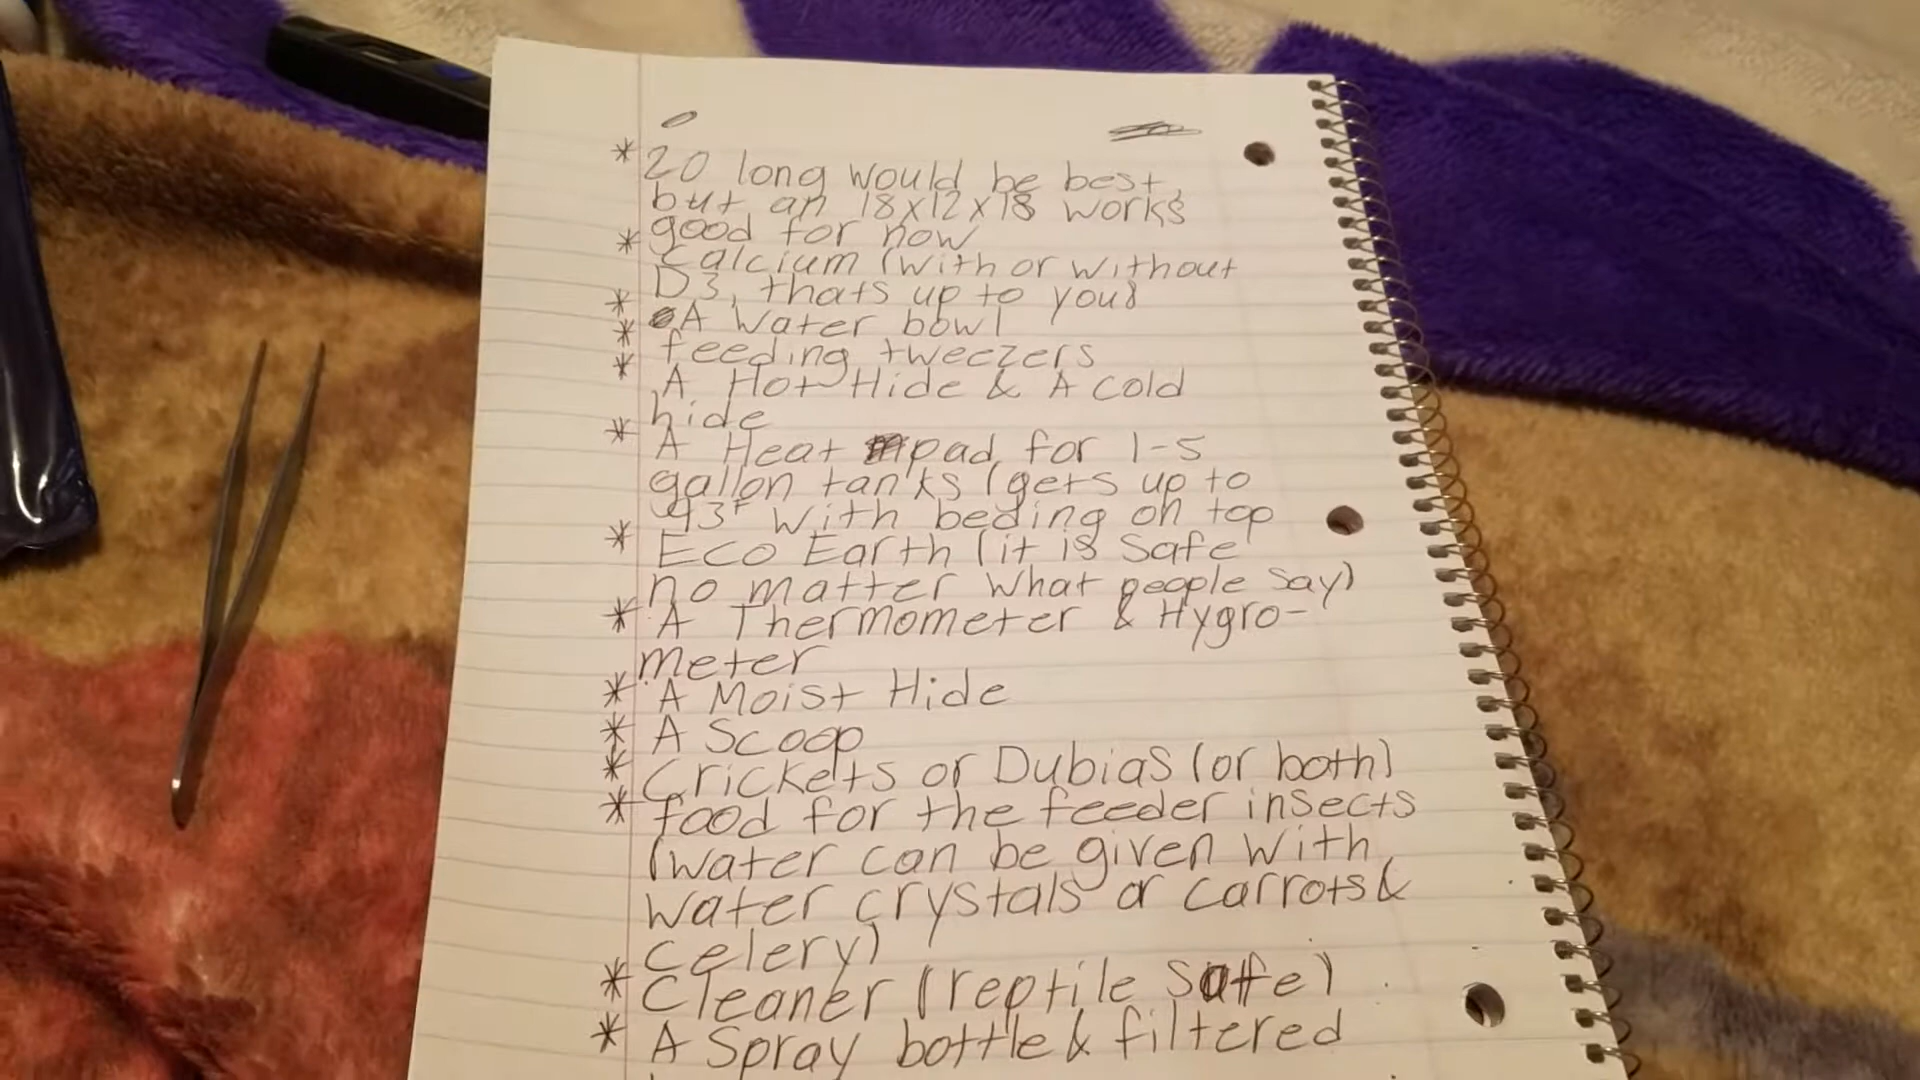 * 20 long would be best,
but an 18x12x18 works
good for now
* Calcium (with or without
D3, thats up to you)
* A water bowl
* feeding tweezers
* A Hot Hide & A cold
hide
* A Heat pad, for 1-5
gallon tanks (gets up to
93° with beding on top
* Eco Earth (it is safe
no matter what people say)
* A Thermometer & Hygro-
meter
* A Moist Hide
* A Scoop
* Crickets or Dubias (or both)
* food for the feeder insects
(water can be given with
water crystals or carrots &
celery)
* Cleaner (reptile safe)
* A Spray bottle & filtered